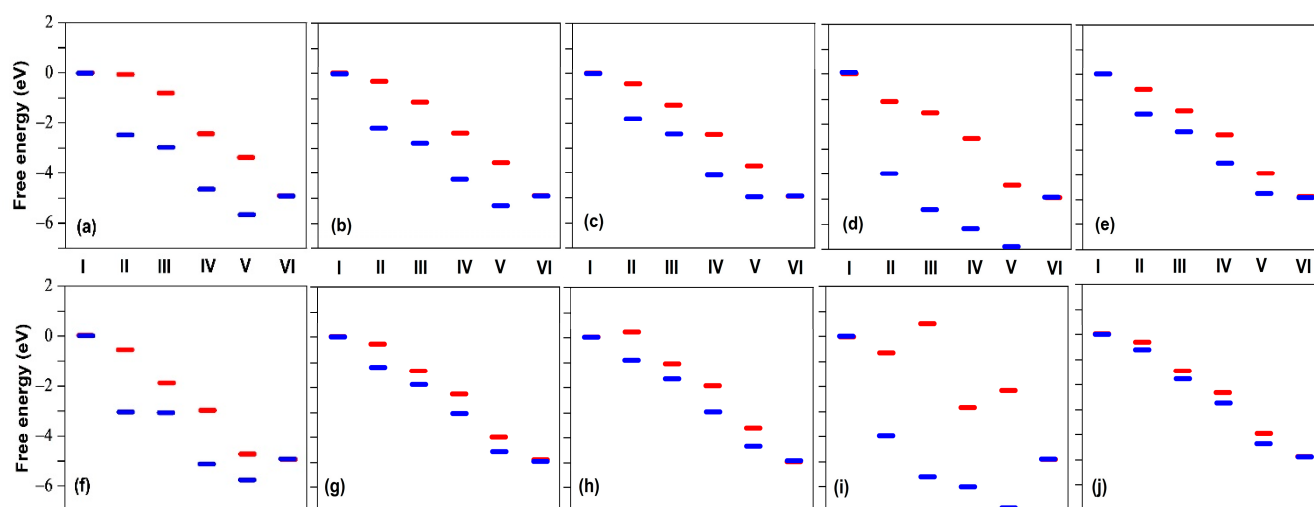 2
0
−2
−4
−6
Free energy (eV)
(a)
(b)
(c)
(d)
(e)
I II III IV V VI
I II III IV V VI
I II III IV V VI
I II III IV V VI
I II III IV V VI
2
0
−2
−4
−6
Free energy (eV)
(f)
(g)
(h)
(i)
(j)